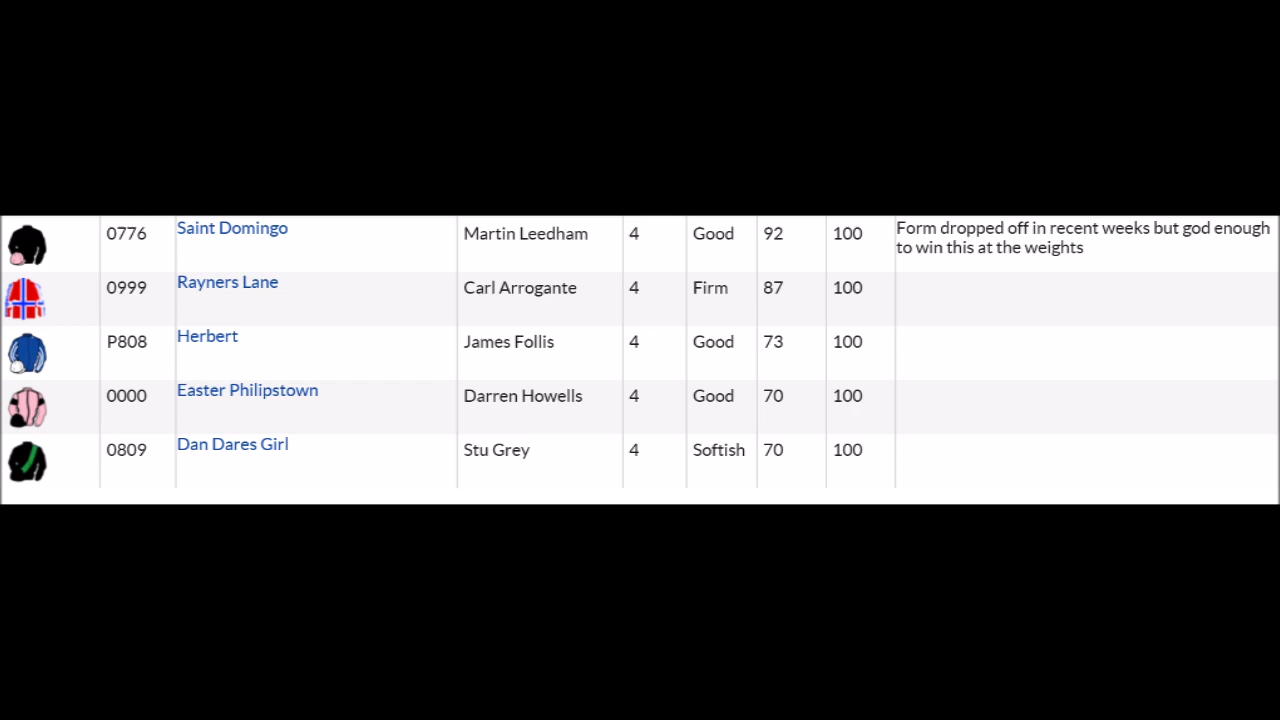 0776 Saint Domingo Martin Leedham 4 Good 92 100 Form dropped off in recent weeks but god enough
to win this at the weights
0999 Rayners Lane Carl Arrogante 4 Firm 87 100
P808 Herbert James Follis 4 Good 73 100
0000 Easter Philipstown Darren Howells 4 Good 70 100
0809 Dan Dares Girl Stu Grey 4 Softish 70 100